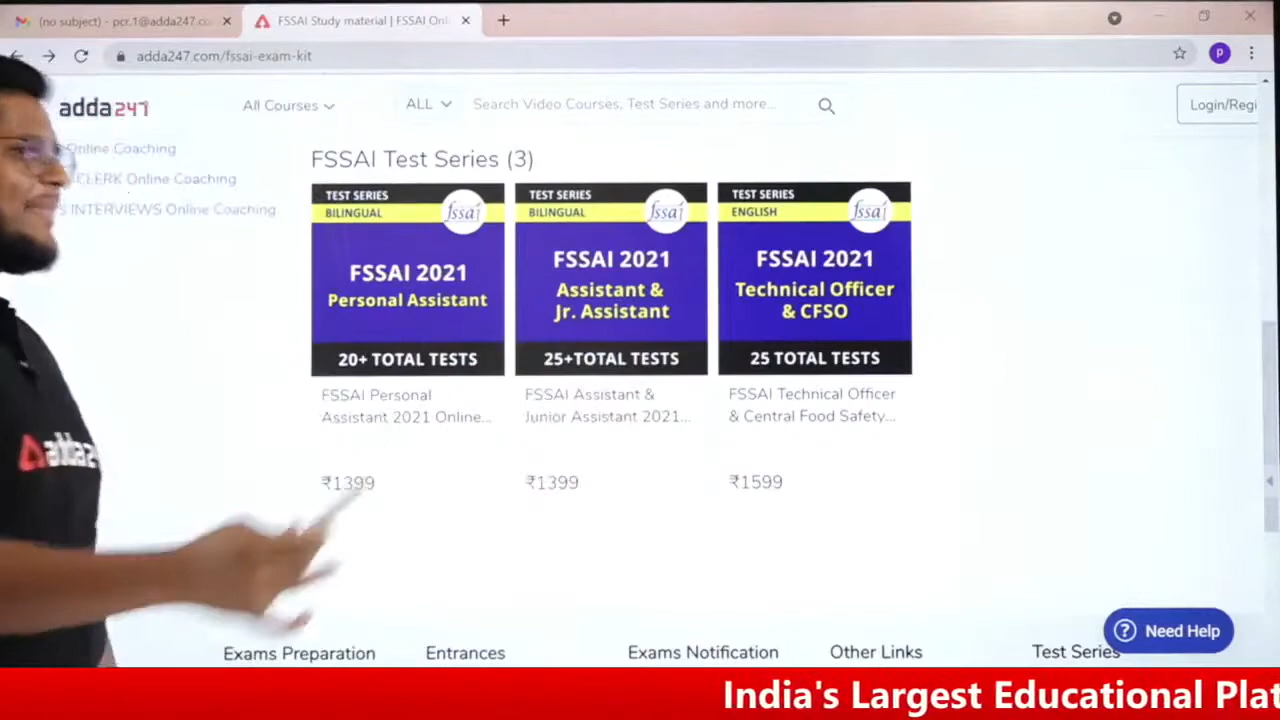 (no subject) - pcr.1@adda247.co
FSSAI Study material | FSSAI Onl
adda247.com/fssai-exam-kit
P
adda247
All Courses
ALL
Search Video Courses, Test Series and more...
Login/Regi
Online Coaching
CLERK Online Coaching
INTERVIEWS Online Coaching
FSSAI Test Series (3)
TEST SERIES
BILINGUAL
fssai
FSSAI 2021
Personal Assistant
20+ TOTAL TESTS
FSSAI Personal
Assistant 2021 Online...
₹1399
TEST SERIES
BILINGUAL
fssai
FSSAI 2021
Assistant &
Jr. Assistant
25+TOTAL TESTS
FSSAI Assistant &
Junior Assistant 2021...
₹1399
TEST SERIES
ENGLISH
fssai
FSSAI 2021
Technical Officer
& CFSO
25 TOTAL TESTS
FSSAI Technical Officer
& Central Food Safety...
₹1599
adda2
? Need Help
Exams Preparation
Entrances
Exams Notification
Other Links
Test Series
India's Largest Educational Plat